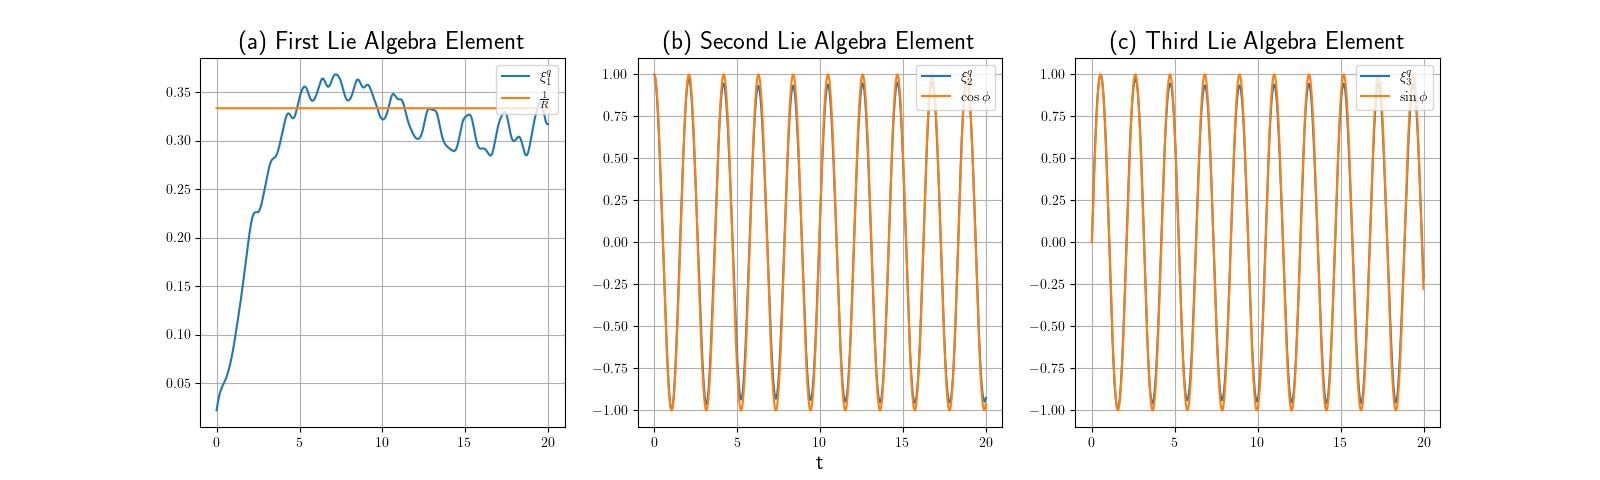 (a) First Lie Algebra Element
(b) Second Lie Algebra Element
(c) Third Lie Algebra Element
ξ₁^q
1/R
0.35
0.30
0.25
0.20
0.15
0.10
0.05
0 5 10 15 20
ξ₂^q
cos ϕ
1.00
0.75
0.50
0.25
0.00
−0.25
−0.50
−0.75
−1.00
0 5 10 15 20
t
ξ₃^q
sin ϕ
1.00
0.75
0.50
0.25
0.00
−0.25
−0.50
−0.75
−1.00
0 5 10 15 20